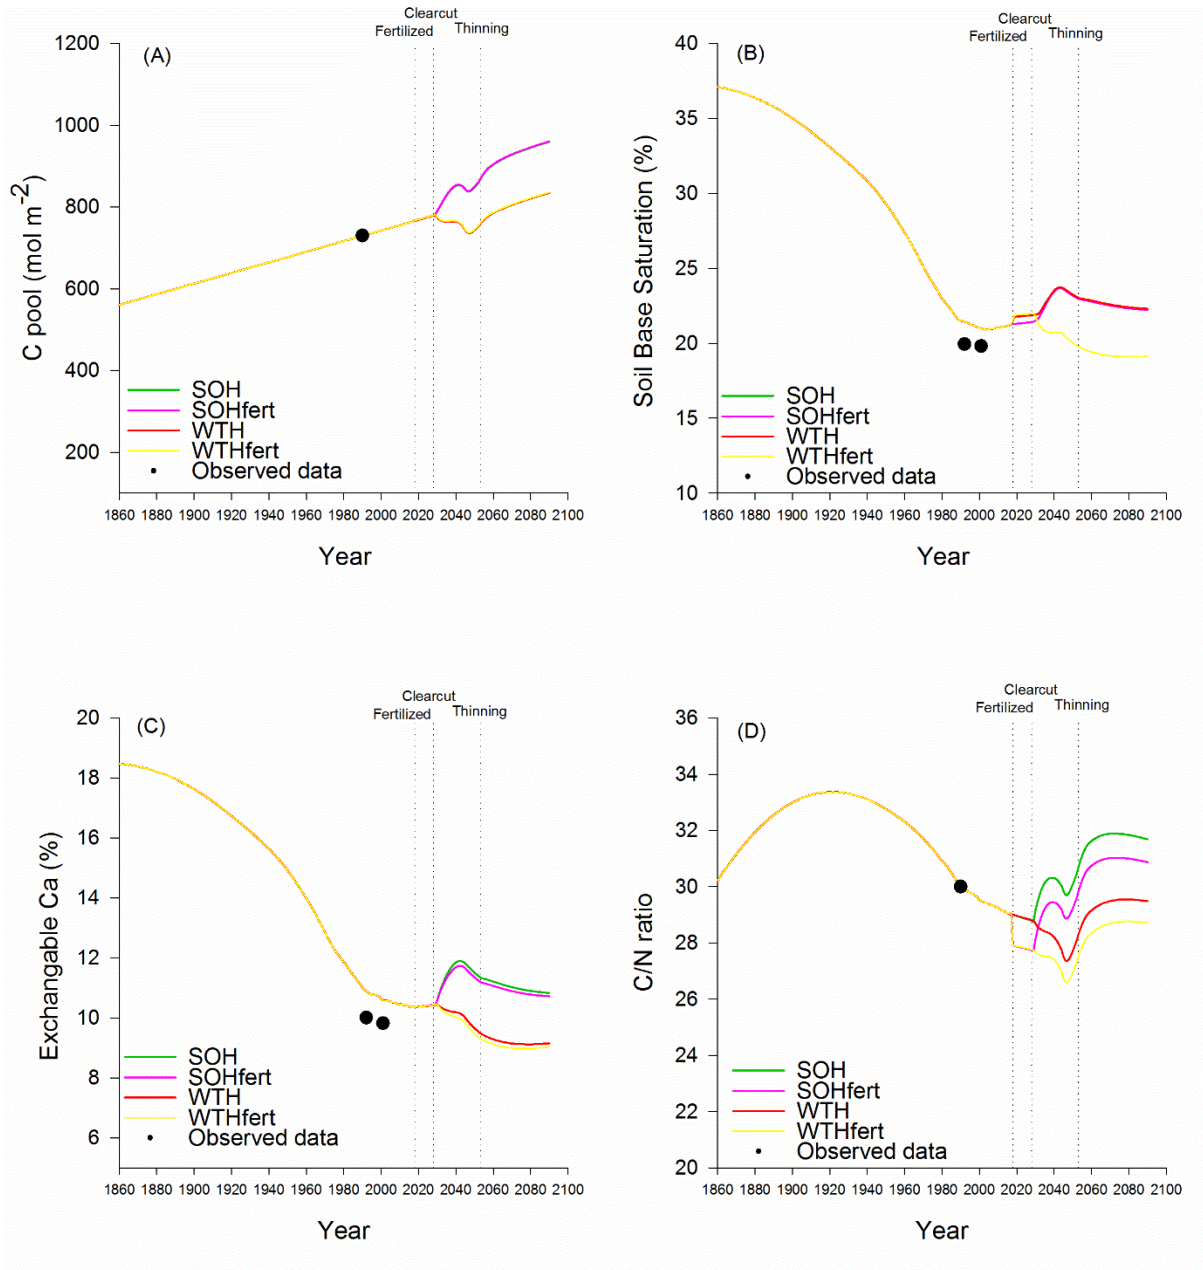 Clearcut
Fertilized Thinning
1200
1000
800
600
400
200
(A)
C pool (mol m-2)
SOH
SOHfert
WTH
WTHfert
Observed data
1860 1880 1900 1920 1940 1960 1980 2000 2020 2040 2060 2080 2100
Year
Clearcut
Fertilized Thinning
40
35
30
25
20
15
10
(B)
Soil Base Saturation (%)
SOH
SOHfert
WTH
WTHfert
Observed data
1860 1880 1900 1920 1940 1960 1980 2000 2020 2040 2060 2080 2100
Year
Clearcut
Fertilized Thinning
20
18
16
14
12
10
8
6
(C)
Exchangable Ca (%)
SOH
SOHfert
WTH
WTHfert
Observed data
1860 1880 1900 1920 1940 1960 1980 2000 2020 2040 2060 2080 2100
Year
Clearcut
Fertilized Thinning
36
34
32
30
28
26
24
22
20
(D)
C/N ratio
SOH
SOHfert
WTH
WTHfert
Observed data
1860 1880 1900 1920 1940 1960 1980 2000 2020 2040 2060 2080 2100
Year